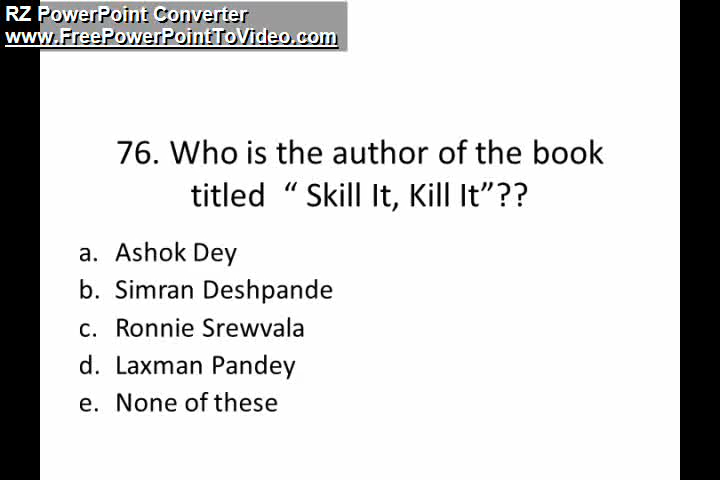 RZ PowerPoint Converter
www.FreePowerPointToVideo.com
76. Who is the author of the book
titled “ Skill It, Kill It”??
a. Ashok Dey
b. Simran Deshpande
c. Ronnie Srewvala
d. Laxman Pandey
e. None of these